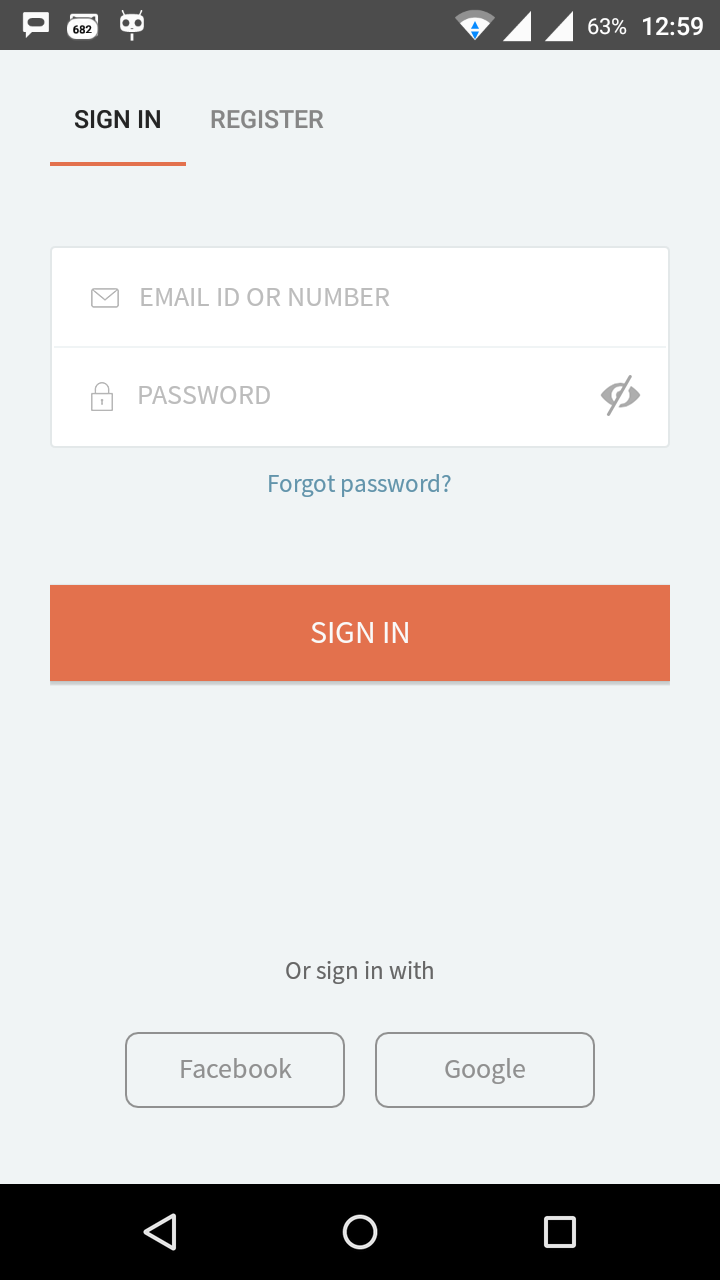 682 63% 12:59
SIGN IN REGISTER
EMAIL ID OR NUMBER
PASSWORD
Forgot password?
SIGN IN
Or sign in with
Facebook Google